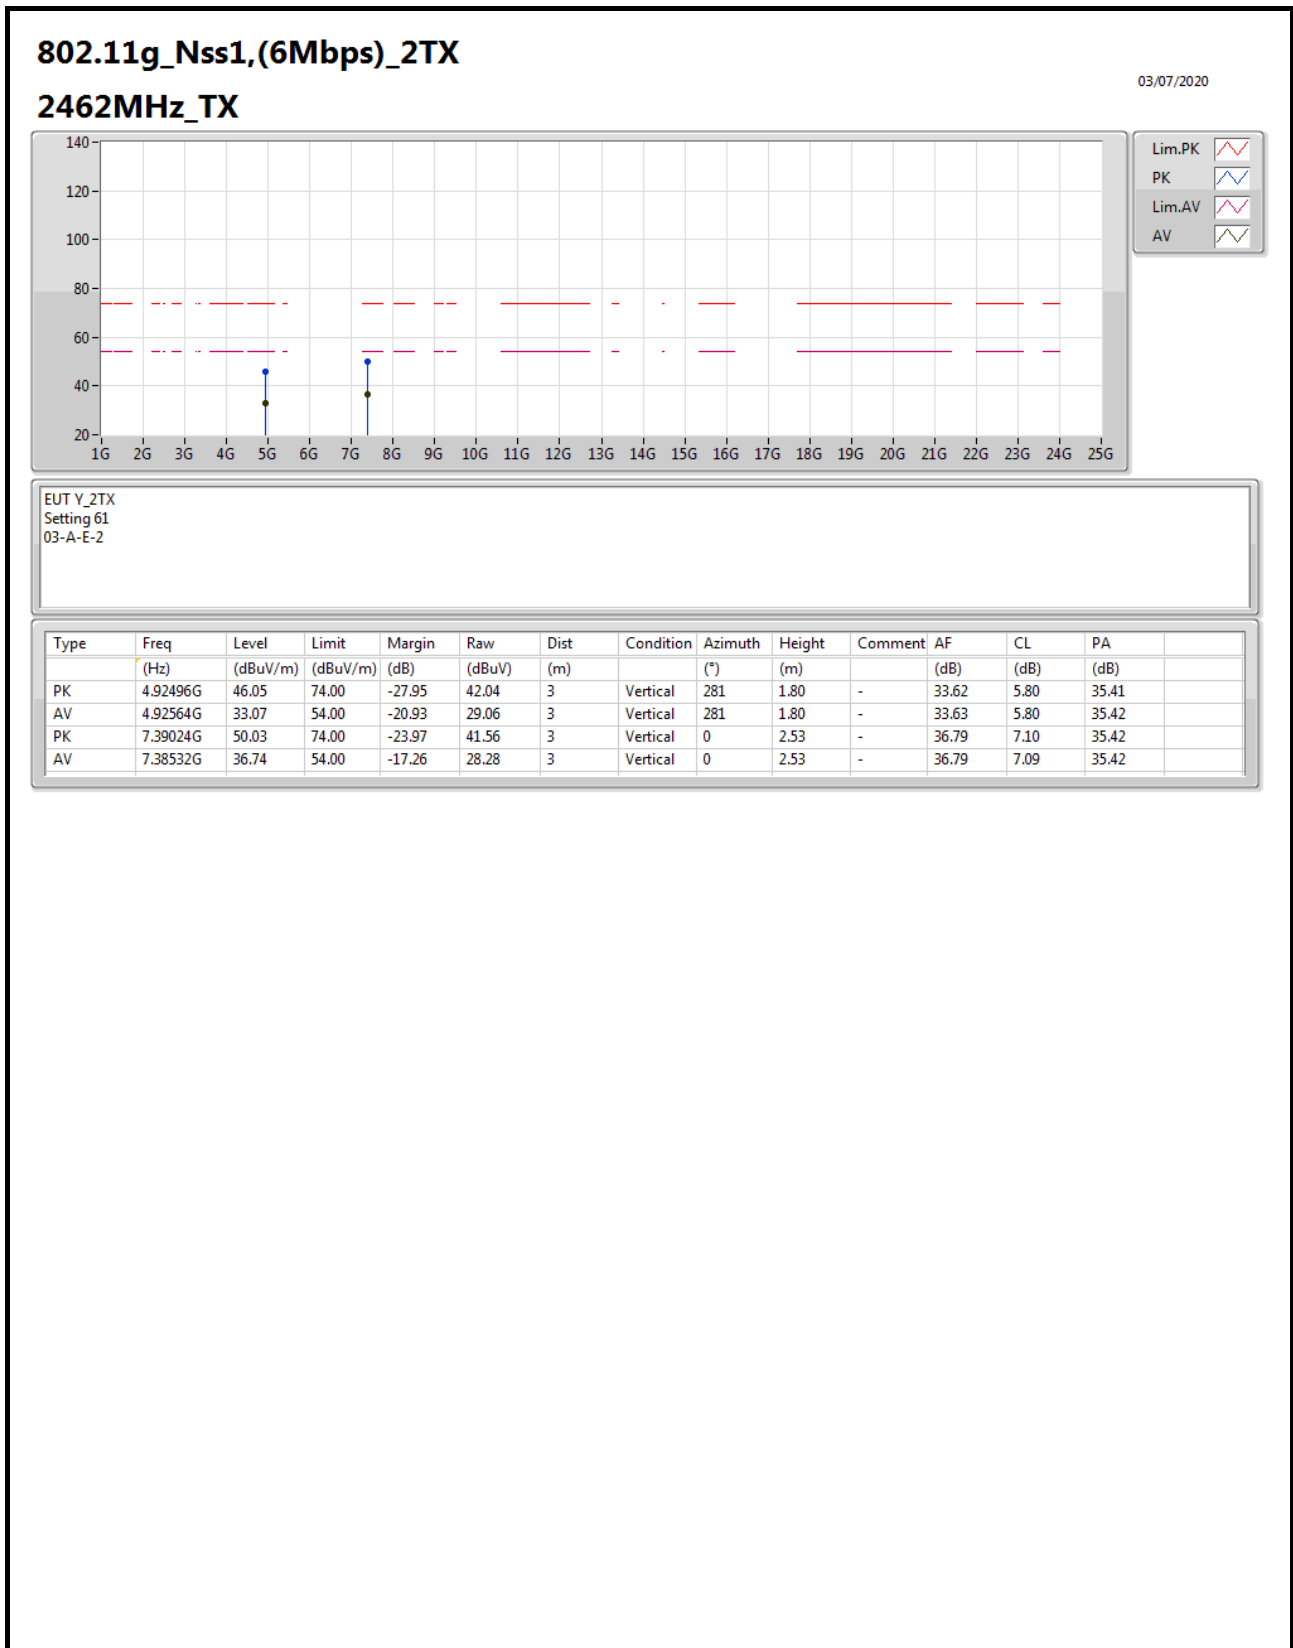 802.11g_Nss1,(6Mbps)_2TX
03/07/2020
2462MHz_TX
140
120
100
80
60
40
20
1G 2G 3G 4G 5G 6G 7G 8G 9G 10G 11G 12G 13G 14G 15G 16G 17G 18G 19G 20G 21G 22G 23G 24G 25G
Lim.PK
PK
Lim.AV
AV
EUT Y_2TX
Setting 61
03-A-E-2
Type Freq Level Limit Margin Raw Dist Condition Azimuth Height Comment AF CL PA
(Hz) (dBuV/m) (dBuV/m) (dB) (dBuV) (m) (°) (m) (dB) (dB) (dB)
PK 4.92496G 46.05 74.00 -27.95 42.04 3 Vertical 281 1.80 - 33.62 5.80 35.41
AV 4.92564G 33.07 54.00 -20.93 29.06 3 Vertical 281 1.80 - 33.63 5.80 35.42
PK 7.39024G 50.03 74.00 -23.97 41.56 3 Vertical 0 2.53 - 36.79 7.10 35.42
AV 7.38532G 36.74 54.00 -17.26 28.28 3 Vertical 0 2.53 - 36.79 7.09 35.42